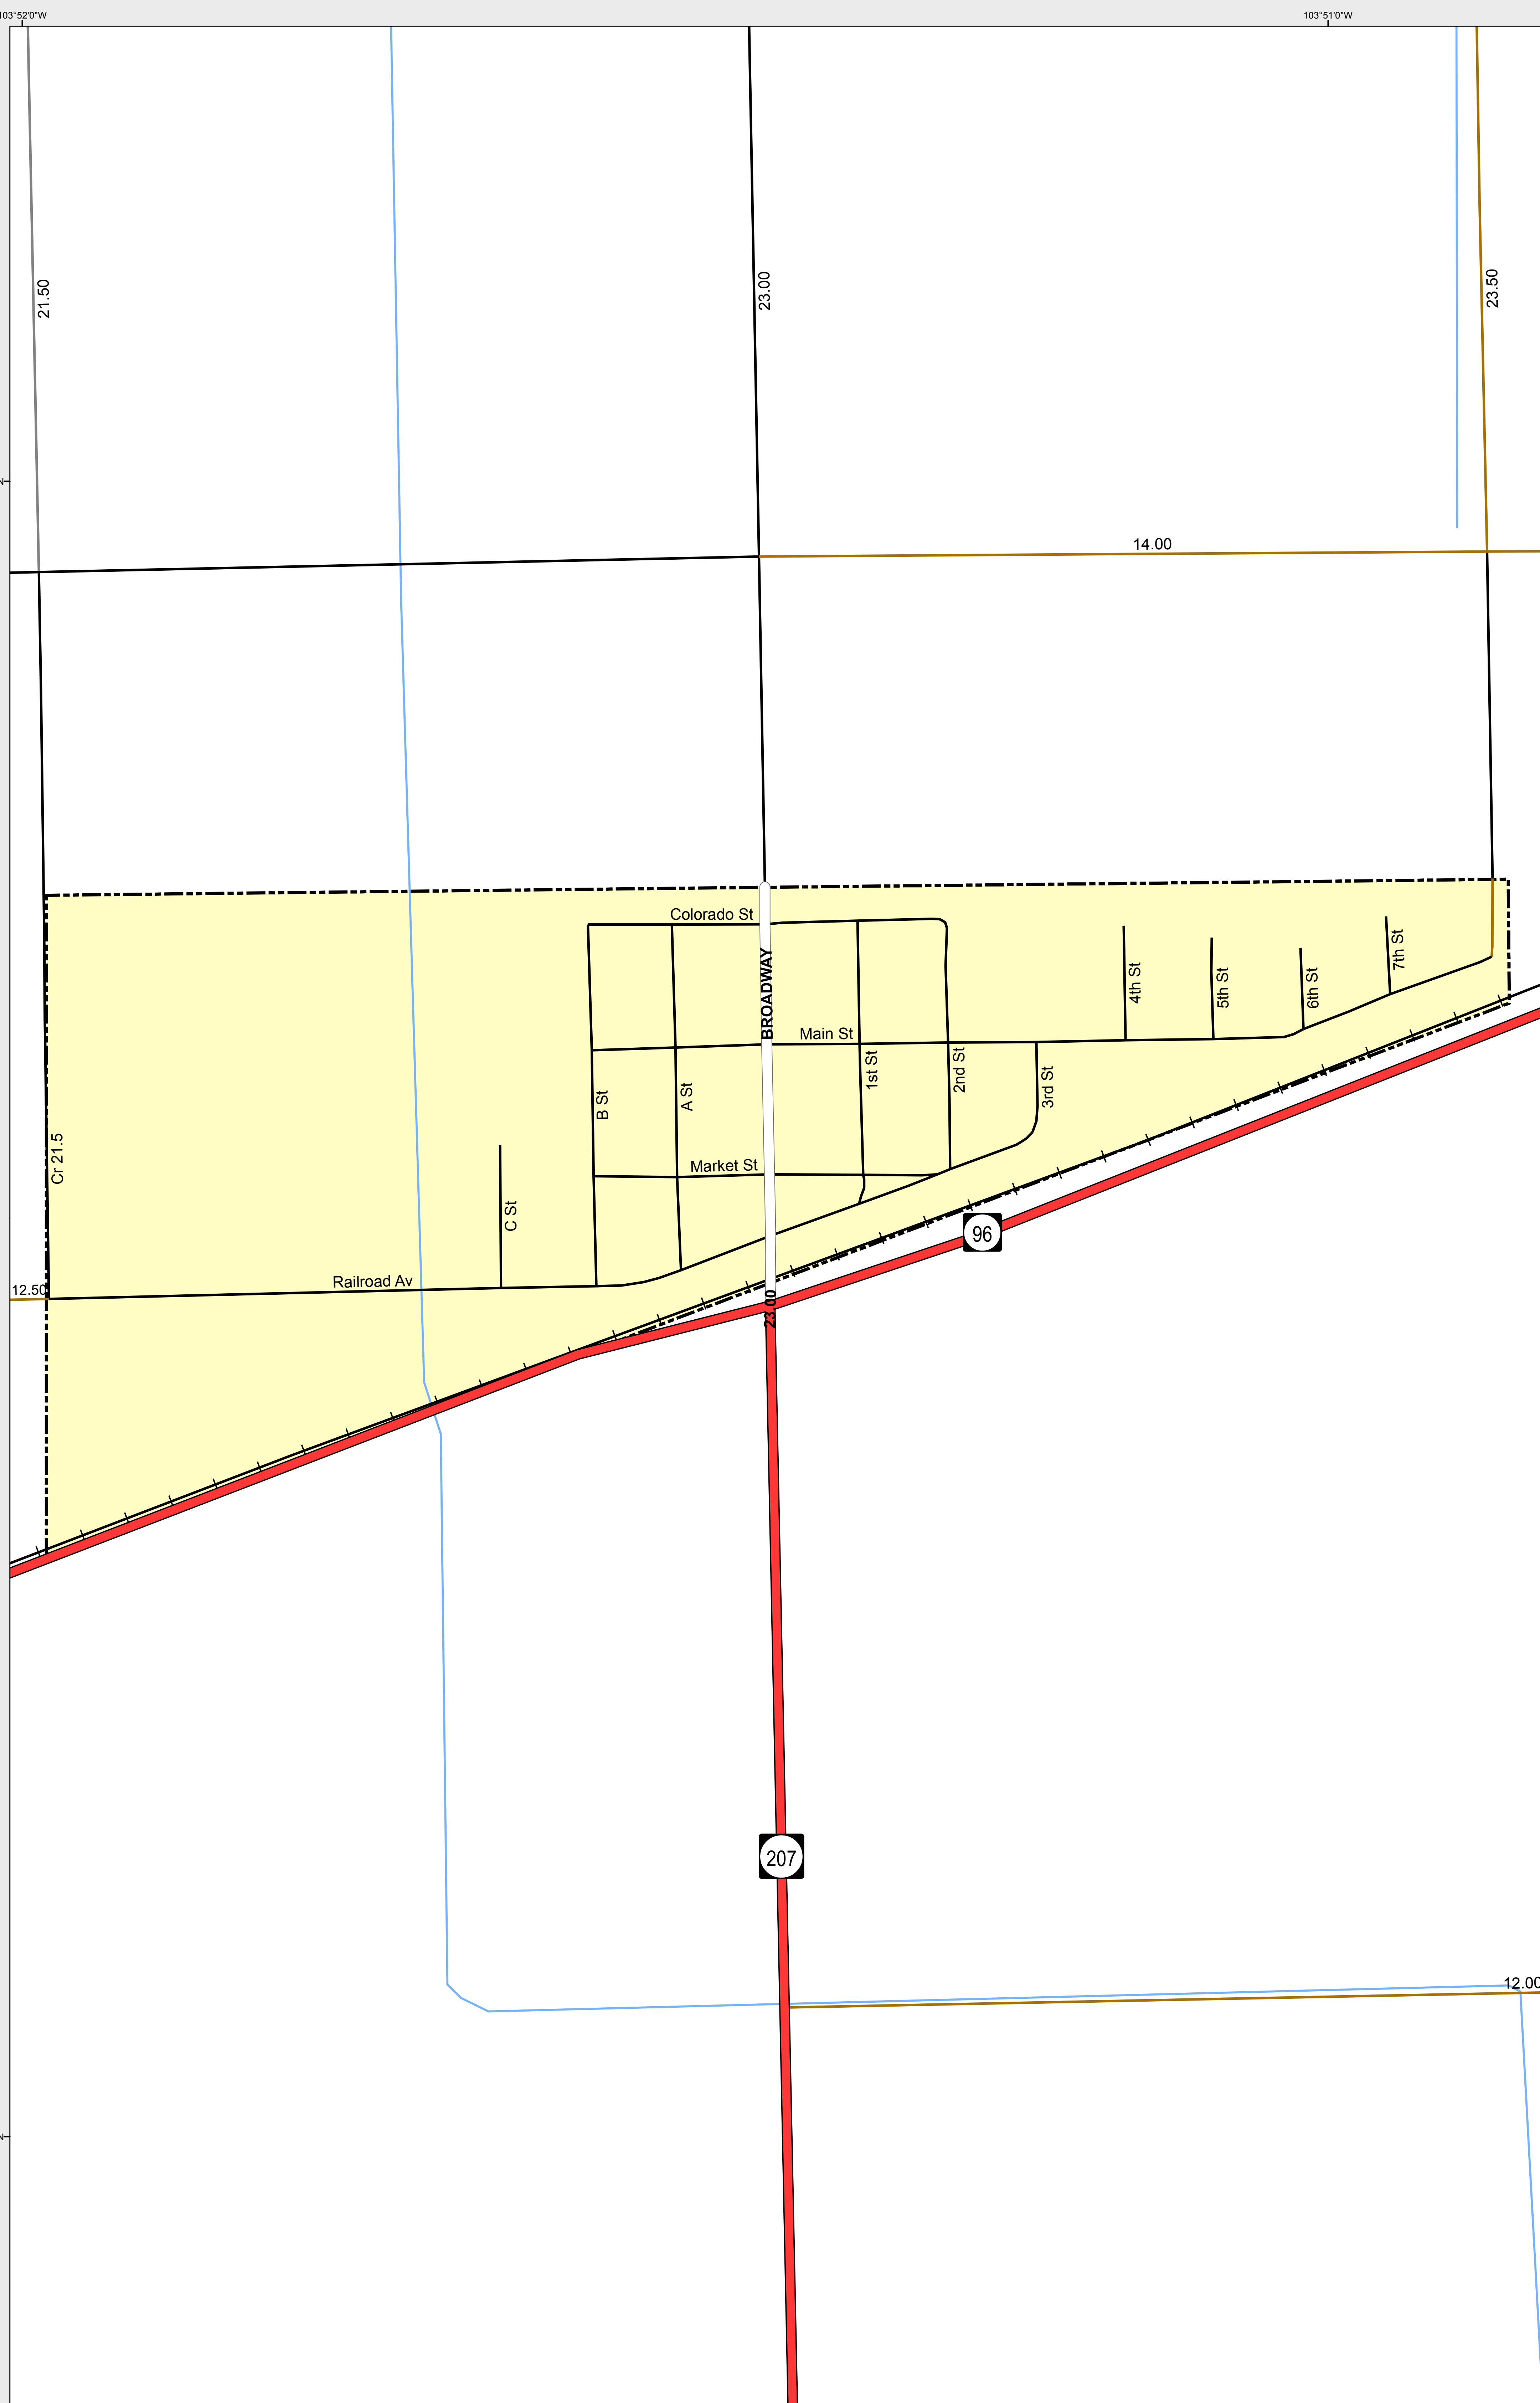 103°52'0"W
103°51'0"W
21.50
23.00
23.50
14.00
Colorado St
BROADWAY
Main St
4th St
5th St
6th St
7th St
1st St
2nd St
3rd St
B St
A St
Cr 21.5
Market St
C St
96
Railroad Av
12.50
23.00
207
12.00